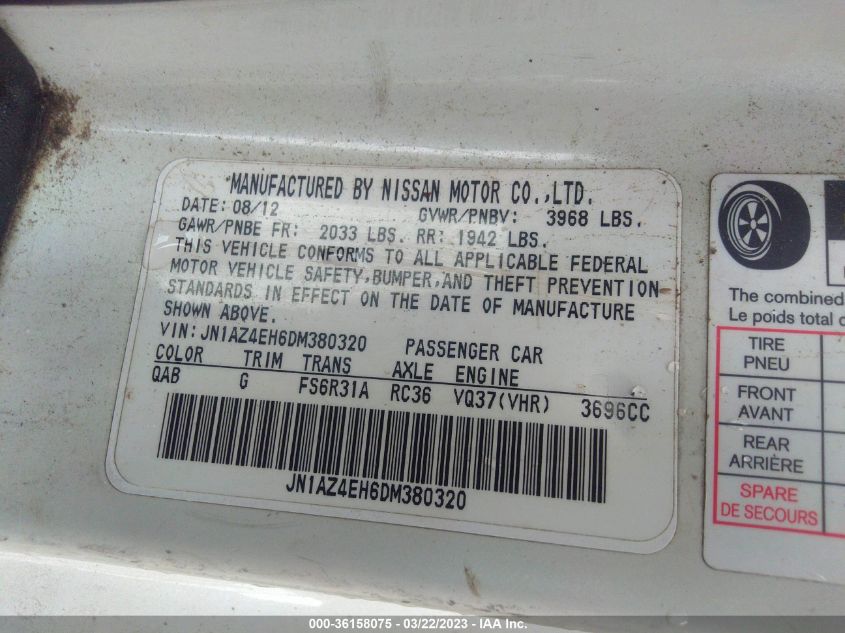 MANUFACTURED BY NISSAN MOTOR CO.,LTD.
DATE: 08/12 GVWR/PNBV: 3968 LBS.
GAWR/PNBE FR: 2033 LBS. RR: 1942 LBS.
THIS VEHICLE CONFORMS TO ALL APPLICABLE FEDERAL
MOTOR VEHICLE SAFETY,BUMPER,AND THEFT PREVENTION
STANDARDS IN EFFECT ON THE DATE OF MANUFACTURE
SHOWN ABOVE.
VIN:JN1AZ4EH6DM380320 PASSENGER CAR
COLOR TRIM TRANS AXLE ENGINE
QAB G FS6R31A RC36 VQ37(VHR) 3696CC
JN1AZ4EH6DM380320
The combined
Le poids total
TIRE
PNEU
FRONT
AVANT
REAR
ARRIÈRE
SPARE
DE SECOURS
000-36158075 - 03/22/2023 - IAA Inc.